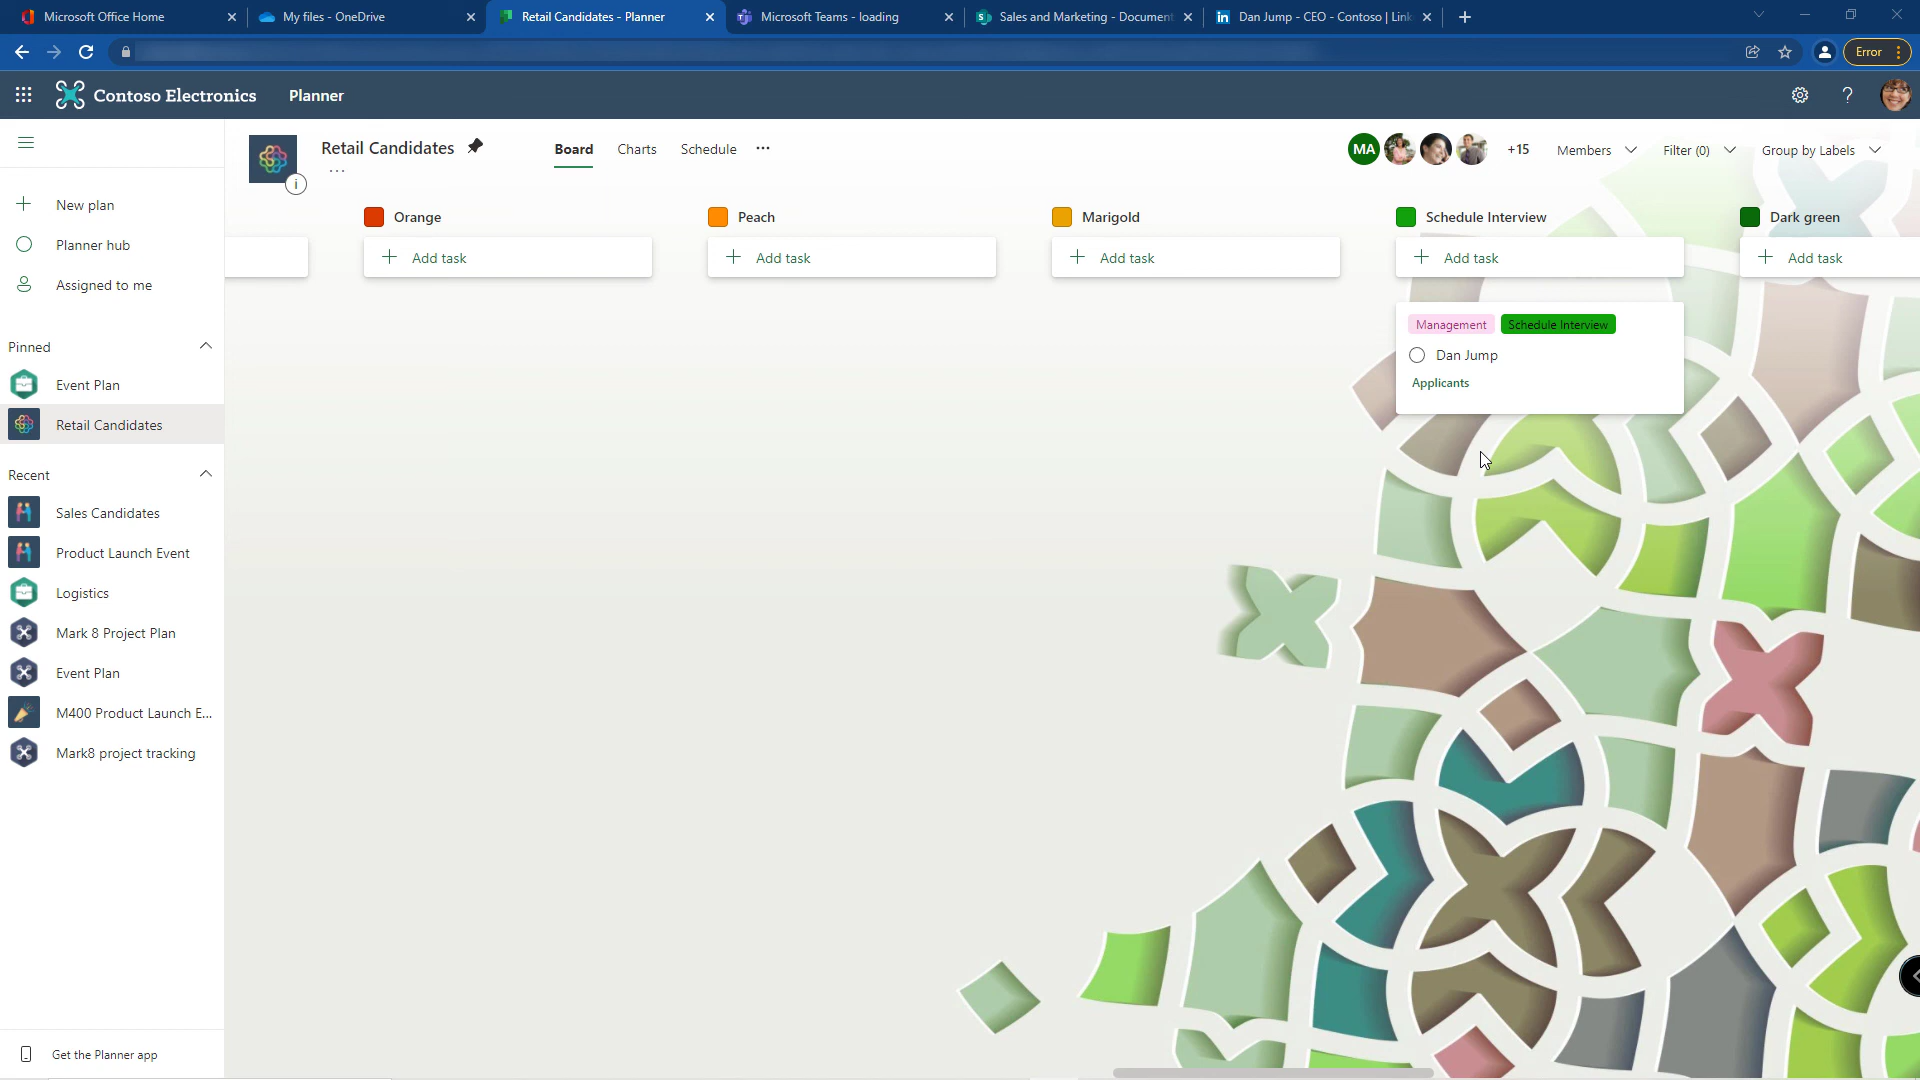 Microsoft Office Home
My files - OneDrive
Retail Candidates - Planner
Microsoft Teams - loading
Sales and Marketing - Document
Dan Jump - CEO - Contoso | Link
Error
Contoso Electronics
Planner
?
Retail Candidates
...
Board
Charts
Schedule
...
MA
+15
Members
Filter (0)
Group by Labels
New plan
Planner hub
Assigned to me
Pinned
Event Plan
Retail Candidates
Recent
Sales Candidates
Product Launch Event
Logistics
Mark 8 Project Plan
Event Plan
M400 Product Launch E...
Mark8 project tracking
Get the Planner app
Orange
Add task
Peach
Add task
Marigold
Add task
Schedule Interview
Add task
Management
Schedule Interview
Dan Jump
Applicants
Dark green
Add task